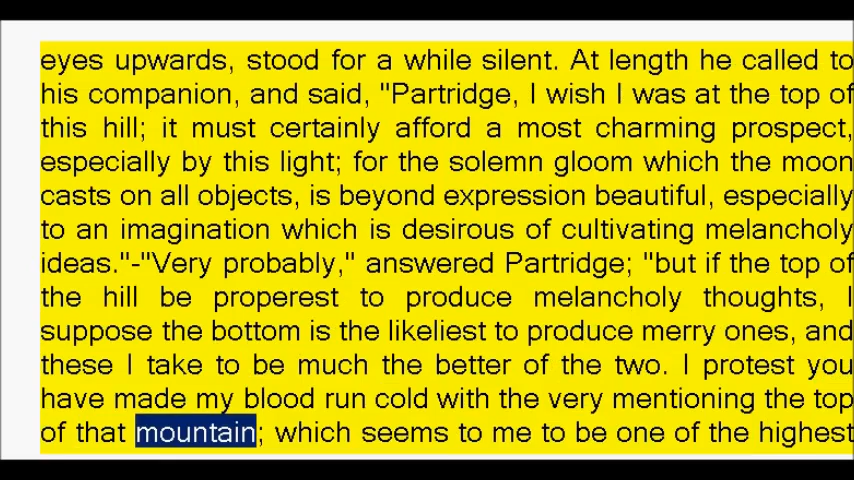 eyes upwards, stood for a while silent. At length he called to
his companion, and said, "Partridge, I wish I was at the top of
this hill; it must certainly afford a most charming prospect,
especially by this light; for the solemn gloom which the moon
casts on all objects, is beyond expression beautiful, especially
to an imagination which is desirous of cultivating melancholy
ideas."-"Very probably," answered Partridge; "but if the top of
the hill be properest to produce melancholy thoughts, I
suppose the bottom is the likeliest to produce merry ones, and
these I take to be much the better of the two. I protest you
have made my blood run cold with the very mentioning the top
of that mountain; which seems to me to be one of the highest